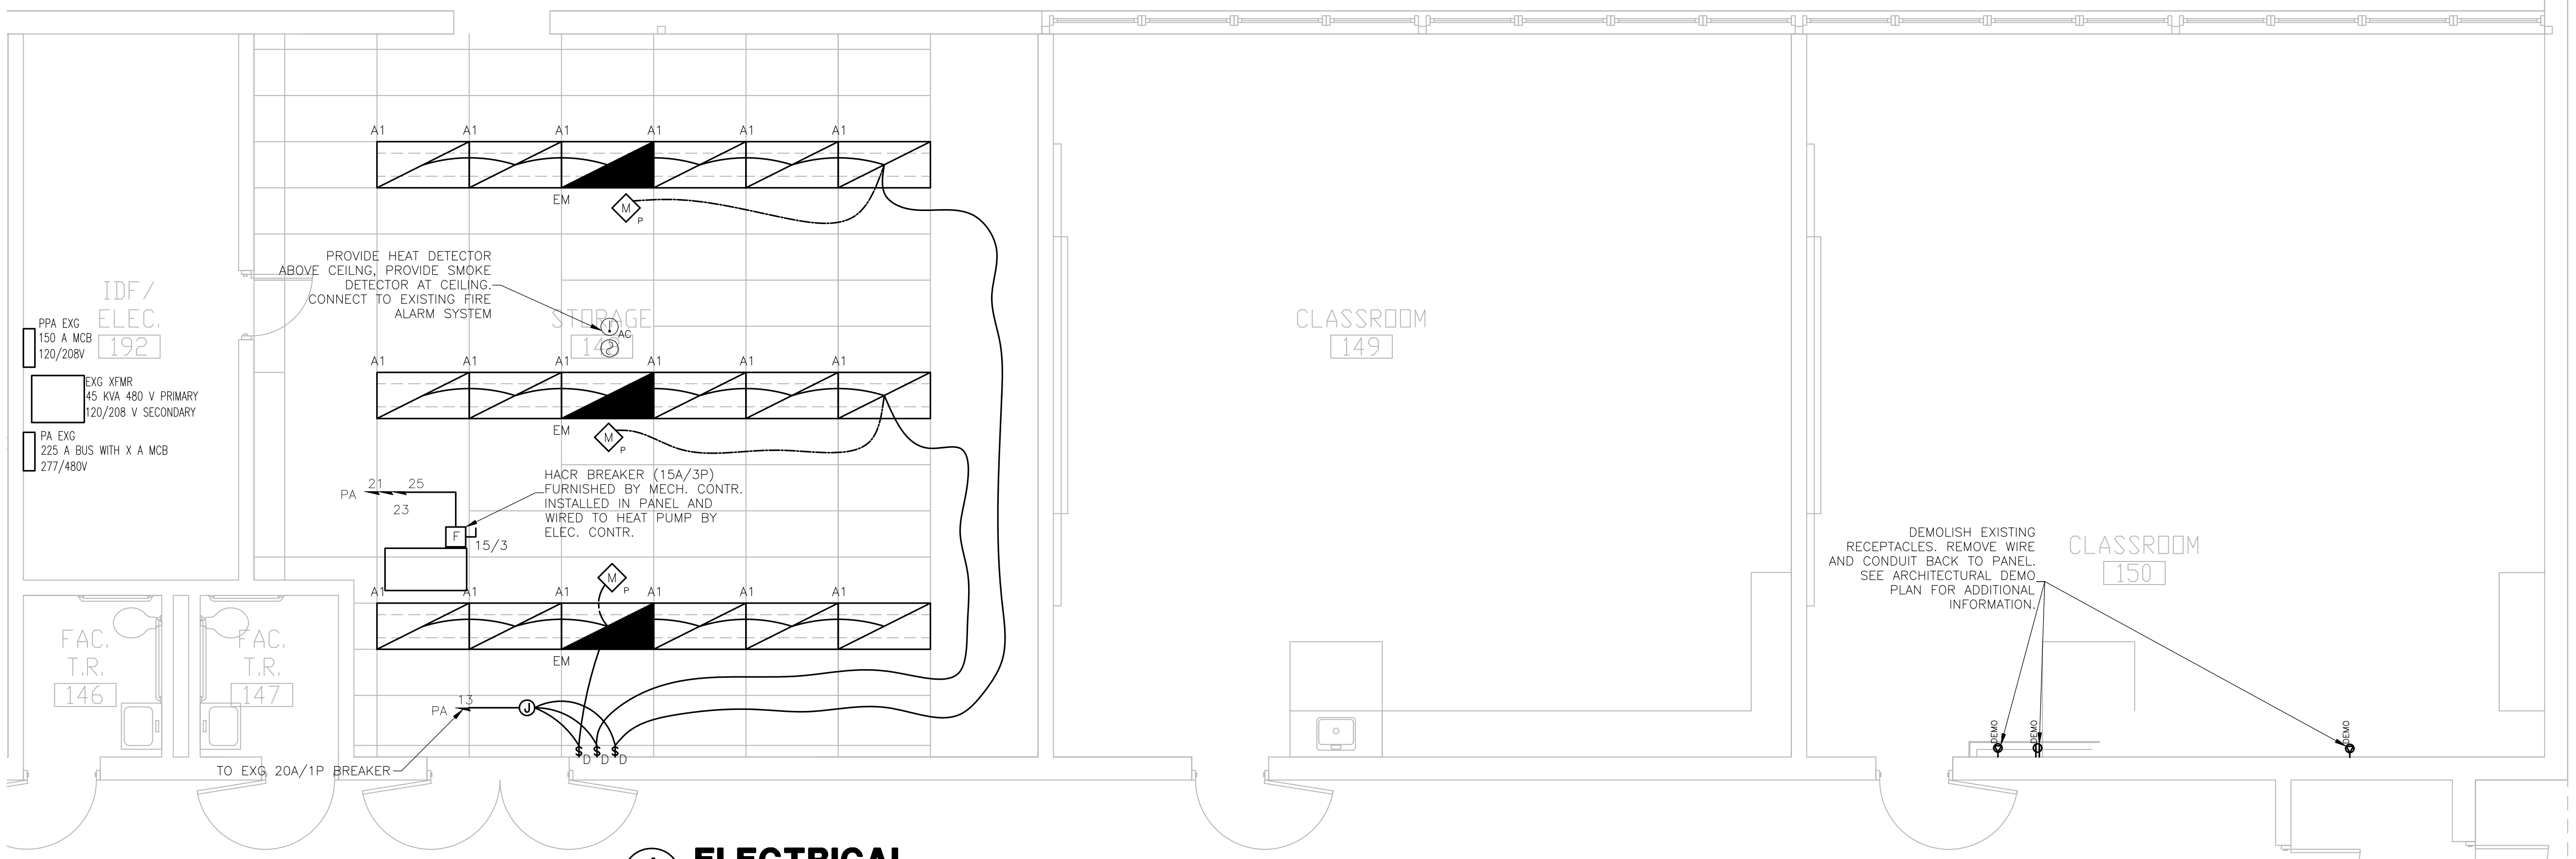 A1
A1
A1
A1
A1
A1
EM
M
P
PROVIDE HEAT DETECTOR
ABOVE CEILNG, PROVIDE SMOKE
DETECTOR AT CEILING.
CONNECT TO EXISTING FIRE
ALARM SYSTEM
IDF/
ELEC.
192
PPA EXG
150 A MCB
120/208V
EXG XFMR
45 KVA 480 V PRIMARY
120/208 V SECONDARY
PA EXG
225 A BUS WITH X A MCB
277/480V
STORAGE
AC
A1
A1
A1
A1
A1
A1
EM
M
P
CLASSROOM
149
PA
21
25
23
F
15/3
HACR BREAKER (15A/3P)
FURNISHED BY MECH. CONTR.
INSTALLED IN PANEL AND
WIRED TO HEAT PUMP BY
ELEC. CONTR.
M
P
A1
A1
A1
A1
A1
A1
EM
FAC.
T.R.
146
FAC.
T.R.
147
PA
13
J
$
D
$
D
$
D
TO EXG 20A/1P BREAKER
DEMOLISH EXISTING
RECEPTACLES. REMOVE WIRE
AND CONDUIT BACK TO PANEL.
SEE ARCHITECTURAL DEMO
PLAN FOR ADDITIONAL
INFORMATION.
CLASSROOM
150
DEMO
DEMO
DEMO
ELECTRICAL